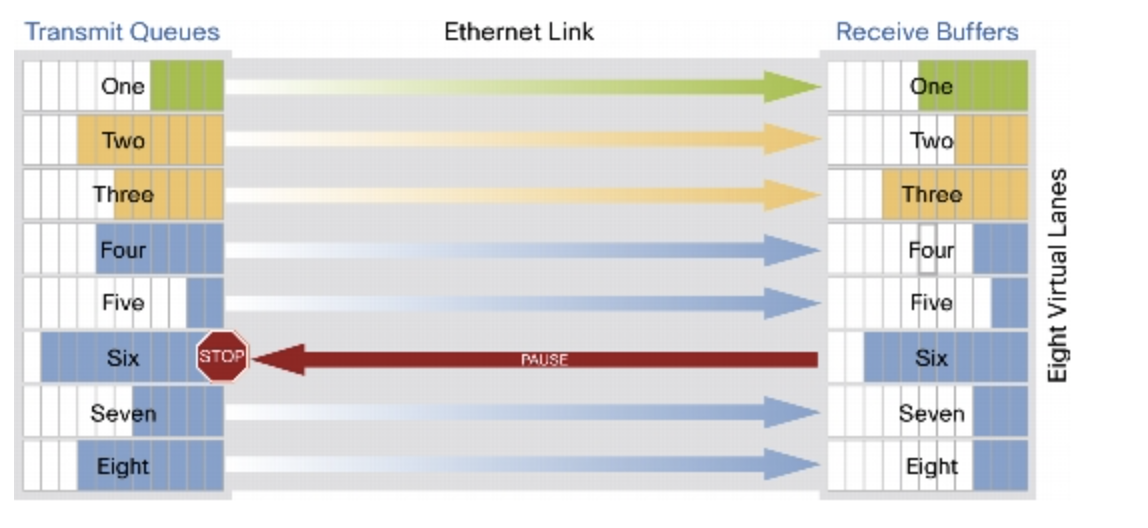 Transmit Queues
Ethernet Link
Receive Buffers
One
One
Two
Two
Three
Three
Four
Four
Five
Five
Six
STOP
PAUSE
Six
Seven
Seven
Eight
Eight
Eight Virtual Lanes